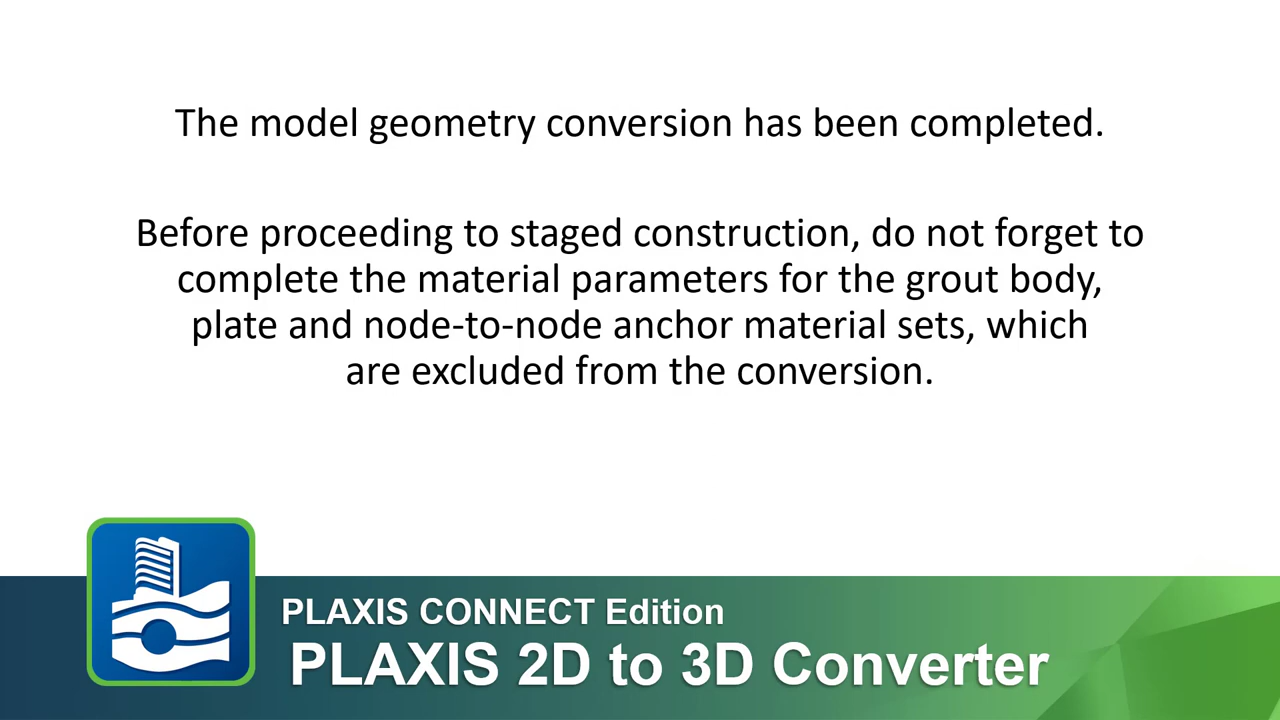 The model geometry conversion has been completed.
Before proceeding to staged construction, do not forget to
complete the material parameters for the grout body,
plate and node-to-node anchor material sets, which
are excluded from the conversion.
PLAXIS CONNECT Edition
PLAXIS 2D to 3D Converter